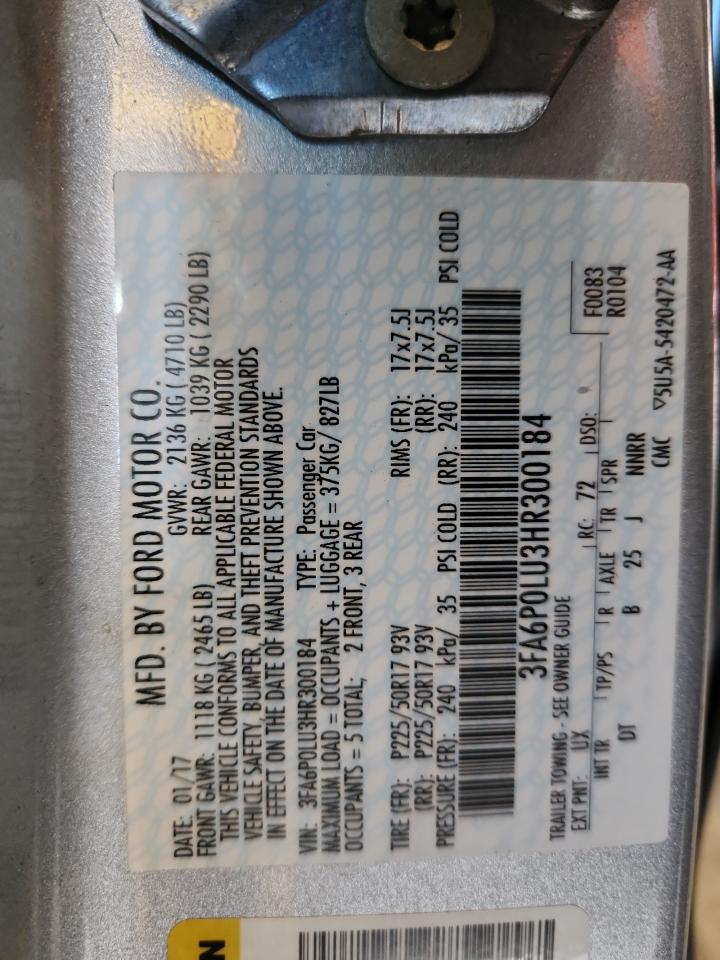 MFD. BY FORD MOTOR CO.
DATE: 01/17 GVWR: 2136 KG ( 4710 LB)
FRONT GAWR: 1118 KG ( 2465 LB) REAR GAWR: 1039 KG ( 2290 LB)
THIS VEHICLE CONFORMS TO ALL APPLICABLE FEDERAL MOTOR
VEHICLE SAFETY, BUMPER, AND THEFT PREVENTION STANDARDS
IN EFFECT ON THE DATE OF MANUFACTURE SHOWN ABOVE.
VIN: 3FA6P0LU3HR300184 TYPE: Passenger Car
MAXIMUM LOAD = OCCUPANTS + LUGGAGE = 375KG/ 827LB
OCCUPANTS = 5 TOTAL, 2 FRONT, 3 REAR
TIRE (FR): P225/50R17 93V RIMS (FR): 17x7.5J
(RR): P225/50R17 93V (RR): 17x7.5J
PRESSURE (FR): 240 kPa/ 35 PSI COLD (RR): 240 kPa/ 35 PSI COLD
3FA6P0LU3HR300184
TRAILER TOWING - SEE OWNER GUIDE
F0083
R0104
EXT PNT: UX RC: 72 DSO:
INT TR TP/PS R AXLE TR SPR
DT B 25 J NNRR
CMC ▽5U5A-5420472-AA
N